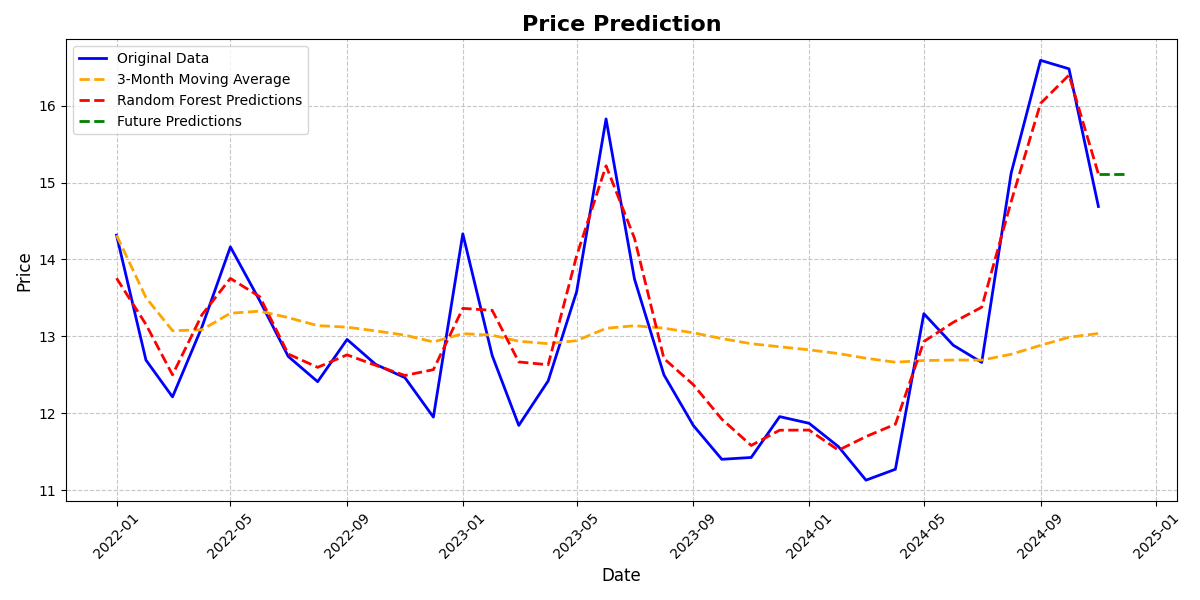 Price Prediction
Original Data
3-Month Moving Average
Random Forest Predictions
Future Predictions
Price
16
15
14
13
12
11
2022-01
2022-05
2022-09
2023-01
2023-05
2023-09
2024-01
2024-05
2024-09
2025-01
Date